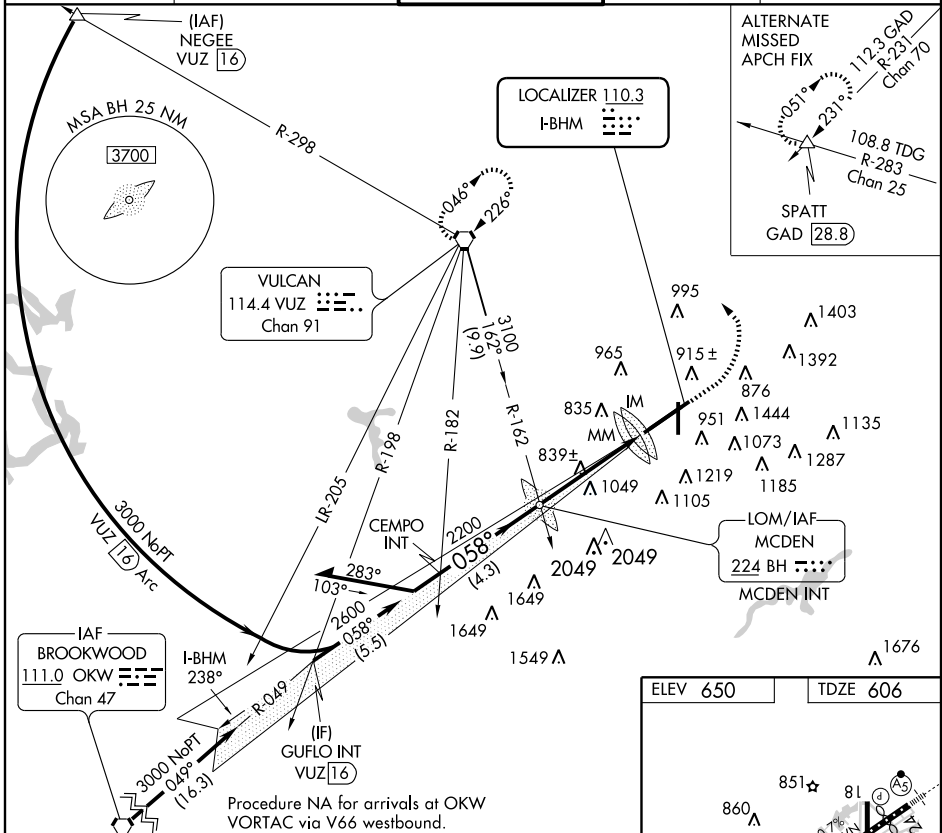 (IAF)
NEGEE
VUZ 16
MSA BH 25 NM
3700
R-298
LOCALIZER 110.3
I-BHM
ALTERNATE
MISSED
APCH FIX
112.3 GAD
R-231
Chan 70
051°
231°
108.8 TDG
R-283
Chan 25
SPATT
GAD 28.8
046°
226°
VULCAN
114.4 VUZ
Chan 91
3100
162°
(9.9)
R-162
R-182
R-198
LR-205
995
1403
965
915±
1392
876
835
IM
MM
951
1444
1135
1073
839±
1219
1287
1049
1185
1105
3000 NoPT
VUZ 16 Arc
CEMPO
INT
2200
058°
(4.3)
283°
103°
2049
2049
LOM/IAF
MCDEN
224 BH
MCDEN INT
1649
1649
2600
058°
(5.5)
1549
1676
IAF
BROOKWOOD
111.0 OKW
Chan 47
I-BHM
238°
R-049
3000 NoPT
049°
(16.3)
(IF)
GUFLO INT
VUZ 16
Procedure NA for arrivals at OKW
VORTAC via V66 westbound.
ELEV 650
TDZE 606
851
860
18
A5
P